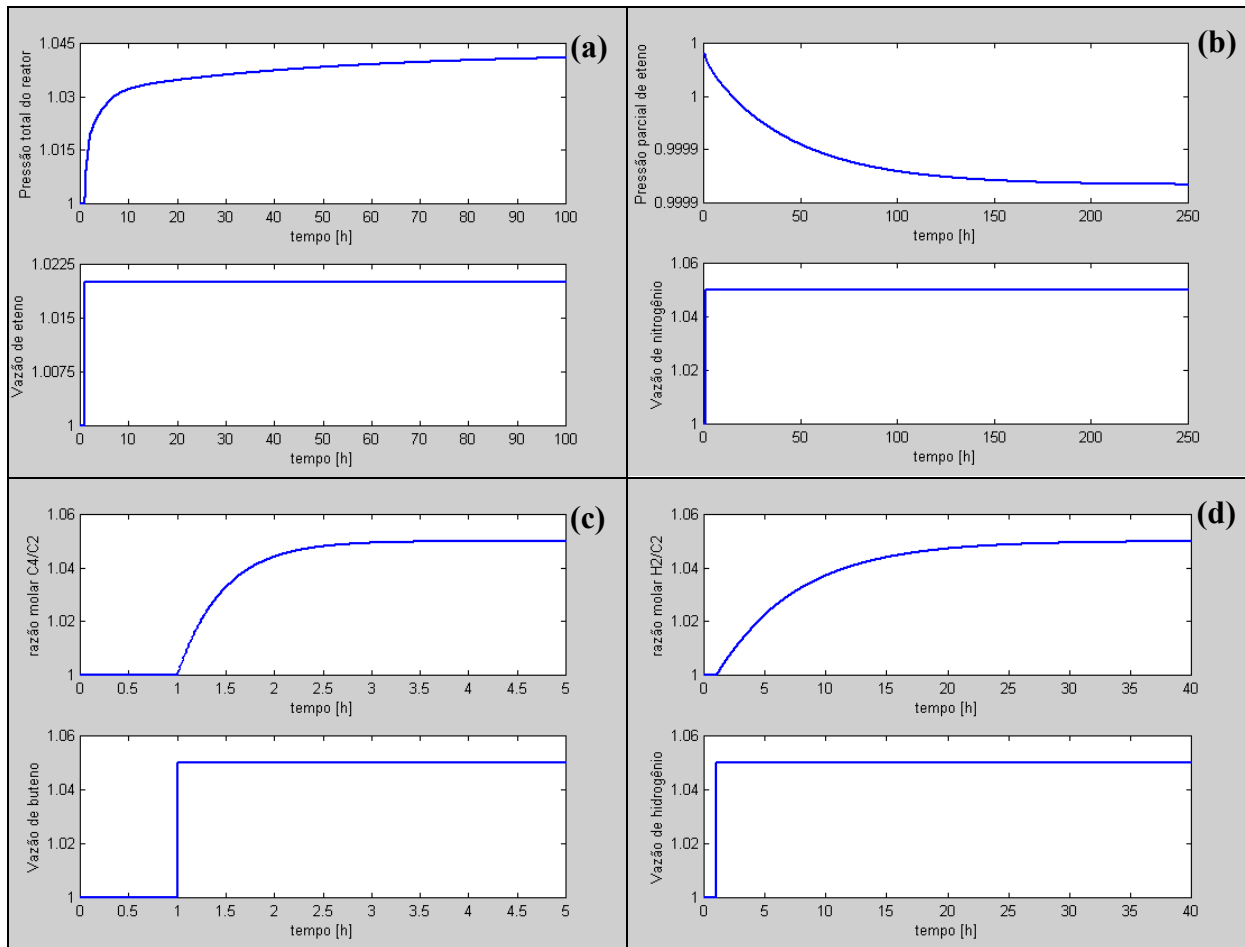 (a)
Pressão total do reator
1.045
1.03
1.015
1
0 10 20 30 40 50 60 70 80 90 100
tempo [h]
Vazão de eteno
1.0225
1.015
1.0075
1
0 10 20 30 40 50 60 70 80 90 100
tempo [h]
(b)
Pressão parcial de eteno
1
1
0.9999
0.9999
0 50 100 150 200 250
tempo [h]
Vazão de nitrogênio
1.06
1.04
1.02
1
0 50 100 150 200 250
tempo [h]
(c)
razão molar C4/C2
1.06
1.04
1.02
1
0 0.5 1 1.5 2 2.5 3 3.5 4 4.5 5
tempo [h]
Vazão de buteno
1.06
1.04
1.02
1
0 0.5 1 1.5 2 2.5 3 3.5 4 4.5 5
tempo [h]
(d)
razão molar H2/C2
1.06
1.04
1.02
1
0 5 10 15 20 25 30 35 40
tempo [h]
Vazão de hidrogênio
1.06
1.04
1.02
1
0 5 10 15 20 25 30 35 40
tempo [h]